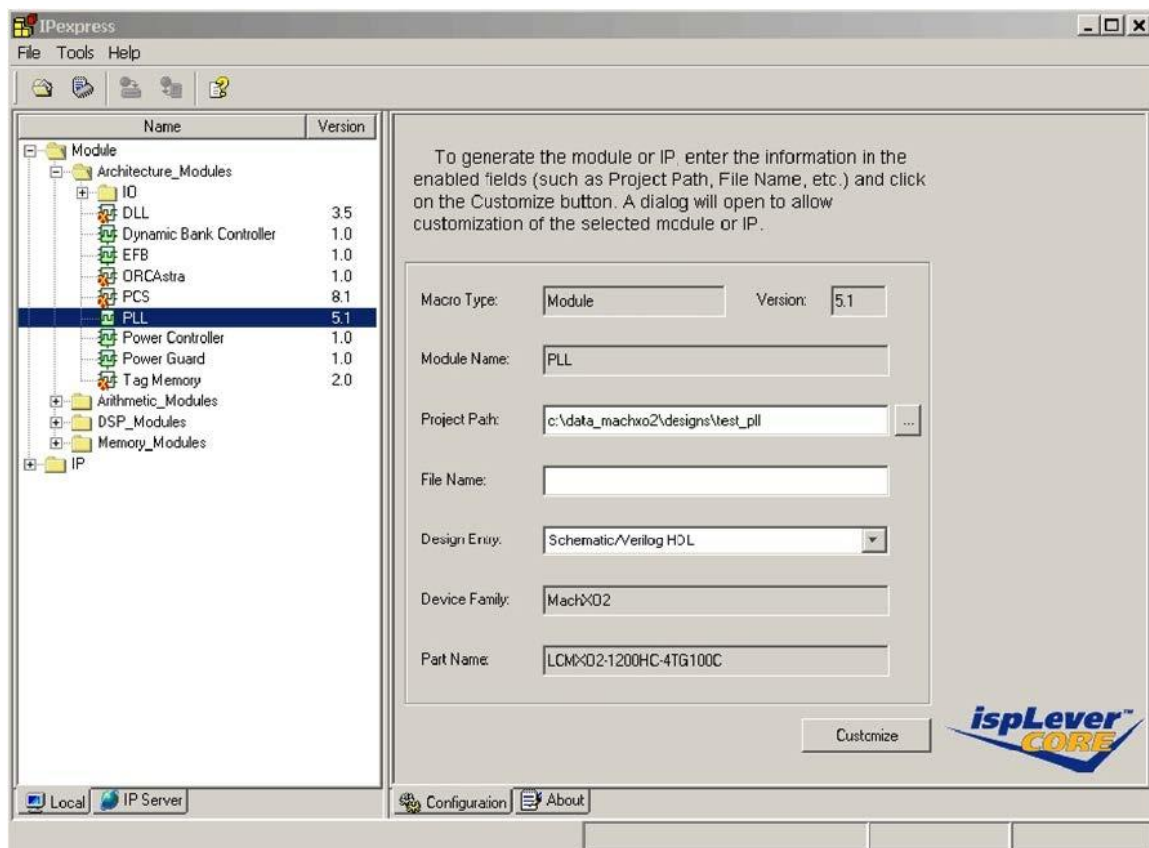 IPexpress
File Tools Help
Name Version
Module
Architecture_Modules
IO
DLL 3.5
Dynamic Bank Controller 1.0
EFB 1.0
ORCAstra 1.0
PCS 8.1
PLL 5.1
Power Controller 1.0
Power Guard 1.0
Tag Memory 2.0
Arithmetic_Modules
DSP_Modules
Memory_Modules
IP
Local IP Server
To generate the module or IP, enter the information in the
enabled fields (such as Project Path, File Name, etc.) and click
on the Customize button. A dialog will open to allow
customization of the selected module or IP.
Macro Type: Module Version: 5.1
Module Name: PLL
Project Path: c:\data_machxo2\designs\test_pll ...
File Name:
Design Entry: Schematic/Verilog HDL
Device Family: MachXO2
Part Name: LCMXO2-1200HC-4TG100C
Customize
ispLever™
CORE
Configuration About